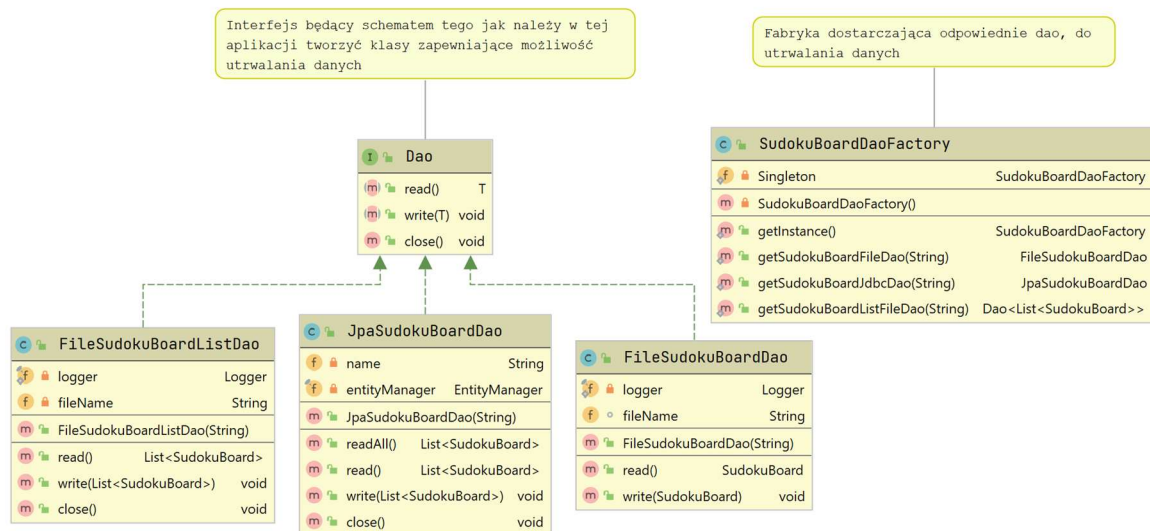 Interfejs będący schematem tego jak należy w tej
aplikacji tworzyć klasy zapewniające możliwość
utrwalania danych
Fabryka dostarczająca odpowiednie dao, do
utrwalania danych
I Dao
m read() T
m write(T) void
m close() void
C SudokuBoardDaoFactory
f Singleton SudokuBoardDaoFactory
m SudokuBoardDaoFactory()
m getInstance() SudokuBoardDaoFactory
m getSudokuBoardFileDao(String) FileSudokuBoardDao
m getSudokuBoardJdbcDao(String) JpaSudokuBoardDao
m getSudokuBoardListFileDao(String) Dao<List<SudokuBoard>>
C FileSudokuBoardListDao
f logger Logger
f fileName String
m FileSudokuBoardListDao(String)
m read() List<SudokuBoard>
m write(List<SudokuBoard>) void
m close() void
C JpaSudokuBoardDao
f name String
f entityManager EntityManager
m JpaSudokuBoardDao(String)
m readAll() List<SudokuBoard>
m read() List<SudokuBoard>
m write(List<SudokuBoard>) void
m close() void
C FileSudokuBoardDao
f logger Logger
f fileName String
m FileSudokuBoardDao(String)
m read() SudokuBoard
m write(SudokuBoard) void